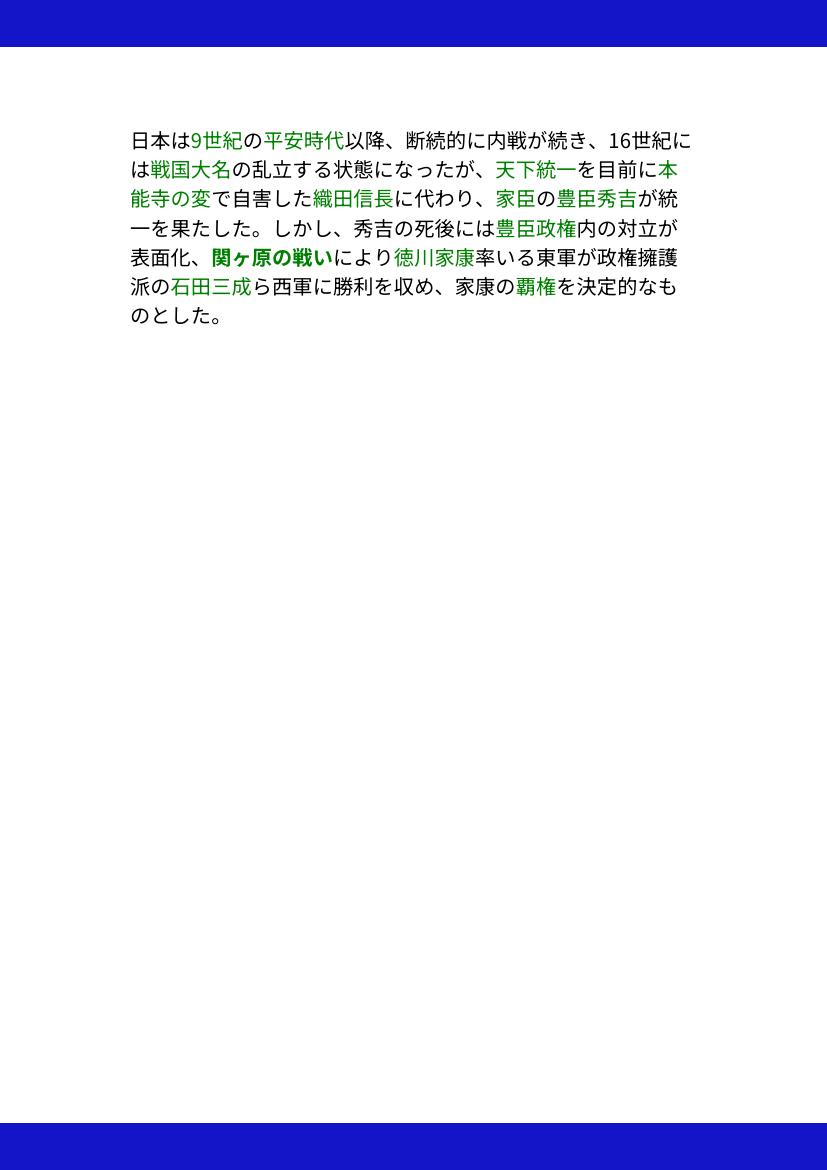 日本は9世紀の平安時代以降、断続的に内戦が続き、16世紀に
は戦国大名の乱立する状態になったが、天下統一を目前に本
能寺の変で自害した織田信長に代わり、家臣の豊臣秀吉が統
一を果たした。しかし、秀吉の死後には豊臣政権内の対立が
表面化、関ヶ原の戦いにより徳川家康率いる東軍が政権擁護
派の石田三成ら西軍に勝利を収め、家康の覇権を決定的なも
のとした。